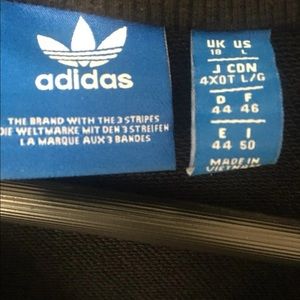 adidas
THE BRAND WITH THE 3 STRIPES
DIE WELTMARKE MIT DEN 3 STREIFEN
LA MARQUE AUX 3 BANDES
UK US
18 L
J CDN
4XOT L/G
D F
44 46
E I
44 50
MADE IN
VIETNAM